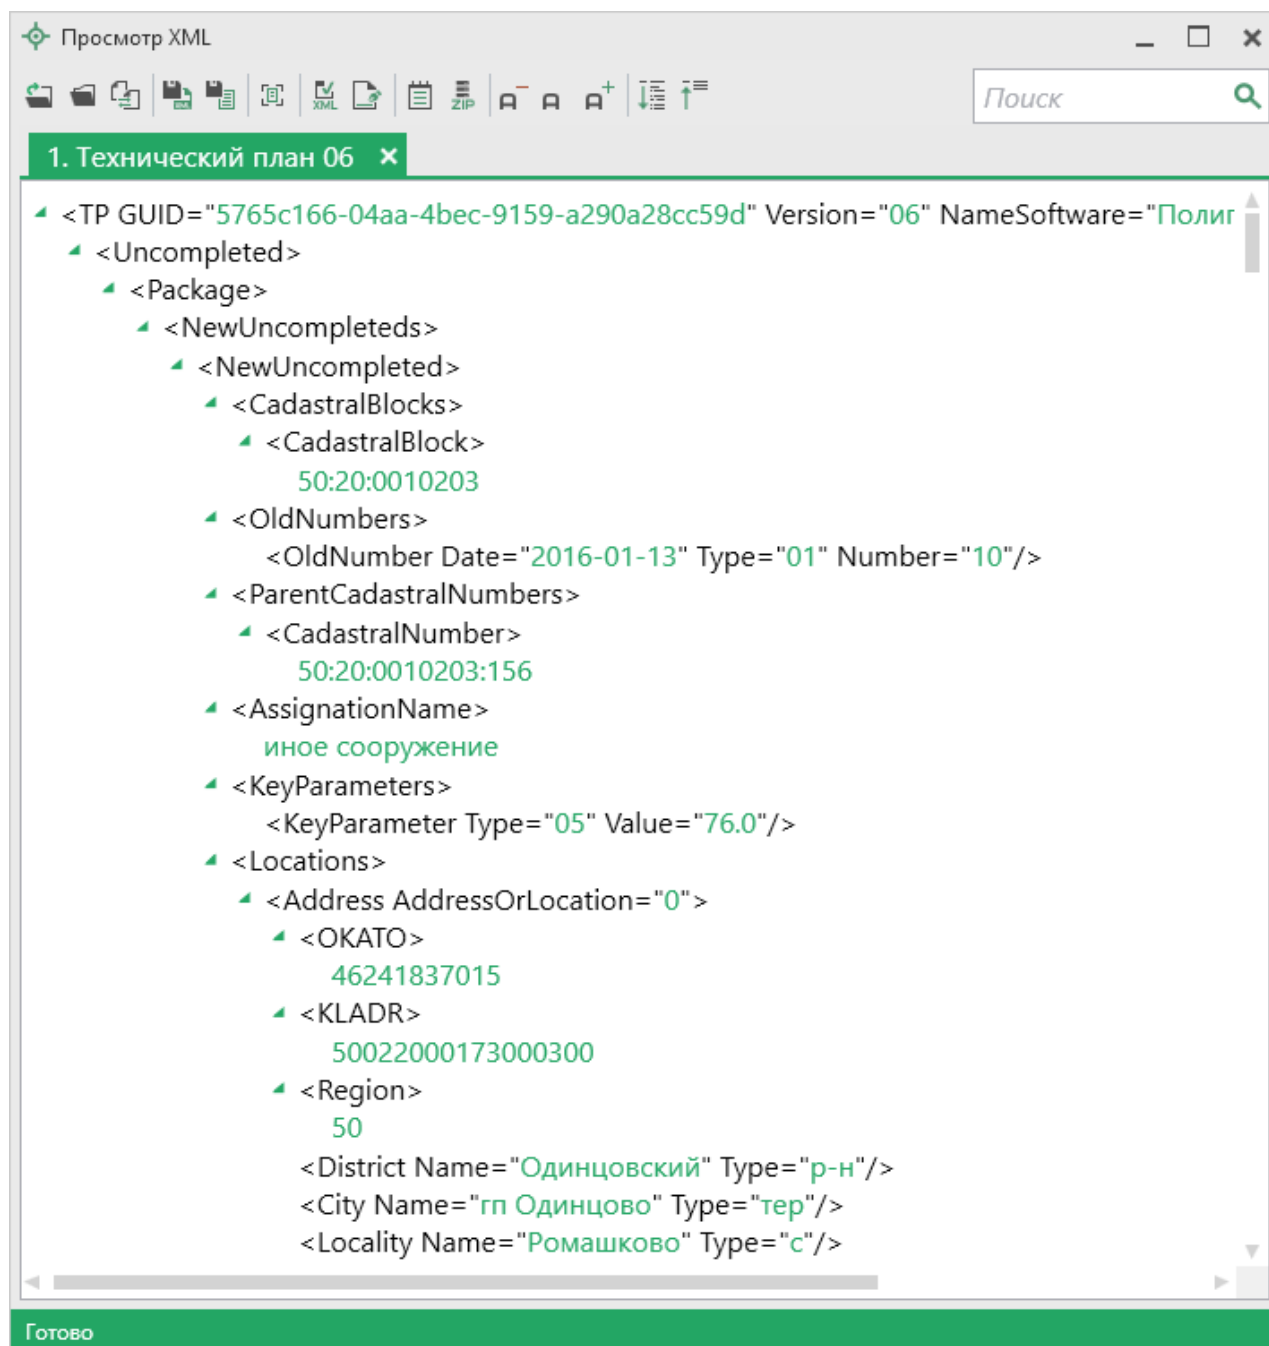 Просмотр XML
XML ZIP A A A Поиск
1. Технический план 06
<TP GUID="5765c166-04aa-4bec-9159-a290a28cc59d" Version="06" NameSoftware="Полиг
<Uncompleted>
<Package>
<NewUncompleteds>
<NewUncompleted>
<CadastralBlocks>
<CadastralBlock>
50:20:0010203
<OldNumbers>
<OldNumber Date="2016-01-13" Type="01" Number="10"/>
<ParentCadastralNumbers>
<CadastralNumber>
50:20:0010203:156
<AssignationName>
иное сооружение
<KeyParameters>
<KeyParameter Type="05" Value="76.0"/>
<Locations>
<Address AddressOrLocation="0">
<OKATO>
46241837015
<KLADR>
50022000173000300
<Region>
50
<District Name="Одинцовский" Type="р-н"/>
<City Name="гп Одинцово" Type="тер"/>
<Locality Name="Ромашково" Type="с"/>
Готово